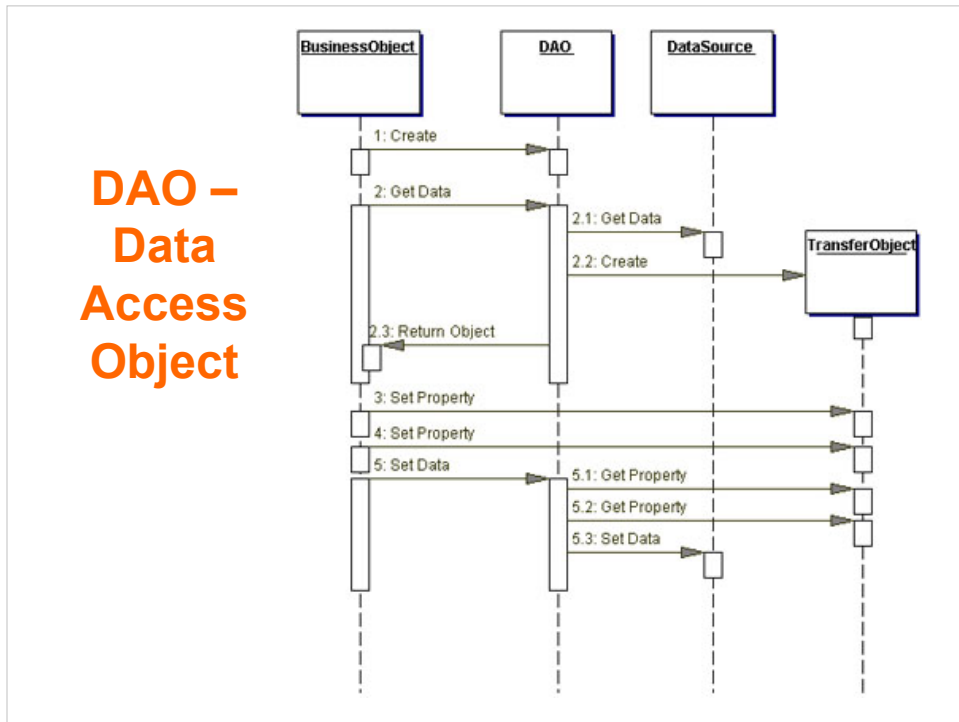 BusinessObject
DAO
DataSource
1: Create
DAO –
Data
Access
Object
2: Get Data
2.1: Get Data
TransferObject
2.2: Create
2.3: Return Object
3: Set Property
4: Set Property
5: Set Data
5.1: Get Property
5.2: Get Property
5.3: Set Data